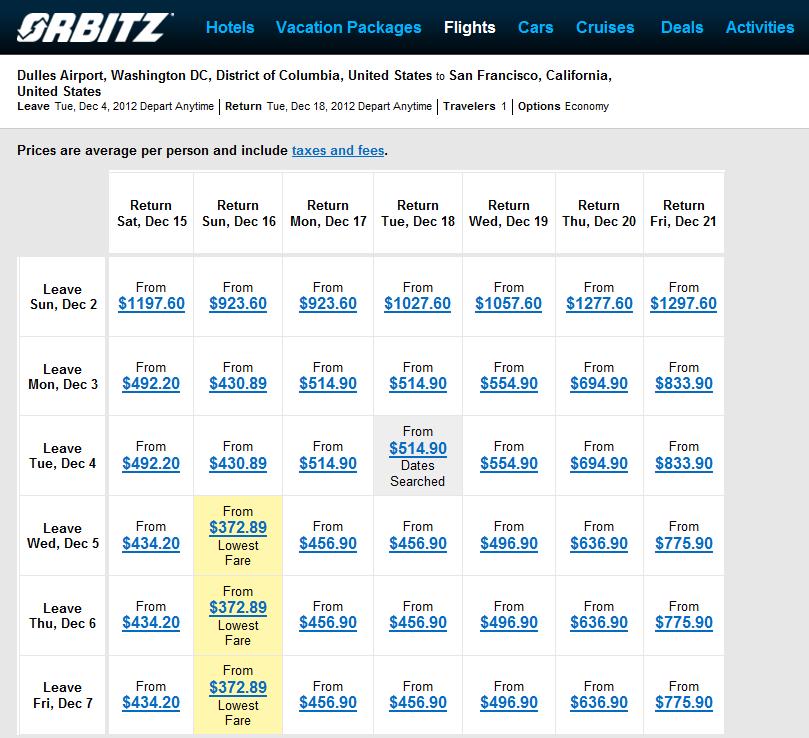 ORBITZ Hotels Vacation Packages Flights Cars Cruises Deals Activities
Dulles Airport, Washington DC, District of Columbia, United States to San Francisco, California,
United States
Leave Tue, Dec 4, 2012 Depart Anytime | Return Tue, Dec 18, 2012 Depart Anytime | Travelers 1 | Options Economy
Prices are average per person and include taxes and fees.
Return Return Return Return Return Return Return
Sat, Dec 15 Sun, Dec 16 Mon, Dec 17 Tue, Dec 18 Wed, Dec 19 Thu, Dec 20 Fri, Dec 21
Leave From From From From From From From
Sun, Dec 2 $1197.60 $923.60 $923.60 $1027.60 $1057.60 $1277.60 $1297.60
Leave From From From From From From From
Mon, Dec 3 $492.20 $430.89 $514.90 $514.90 $554.90 $694.90 $833.90
Leave From From From From From From From
Tue, Dec 4 $492.20 $430.89 $514.90 $514.90 $554.90 $694.90 $833.90
Dates
Searched
Leave From From From From From From From
Wed, Dec 5 $434.20 $372.89 $456.90 $456.90 $496.90 $636.90 $775.90
Lowest
Fare
Leave From From From From From From From
Thu, Dec 6 $434.20 $372.89 $456.90 $456.90 $496.90 $636.90 $775.90
Lowest
Fare
Leave From From From From From From From
Fri, Dec 7 $434.20 $372.89 $456.90 $456.90 $496.90 $636.90 $775.90
Lowest
Fare